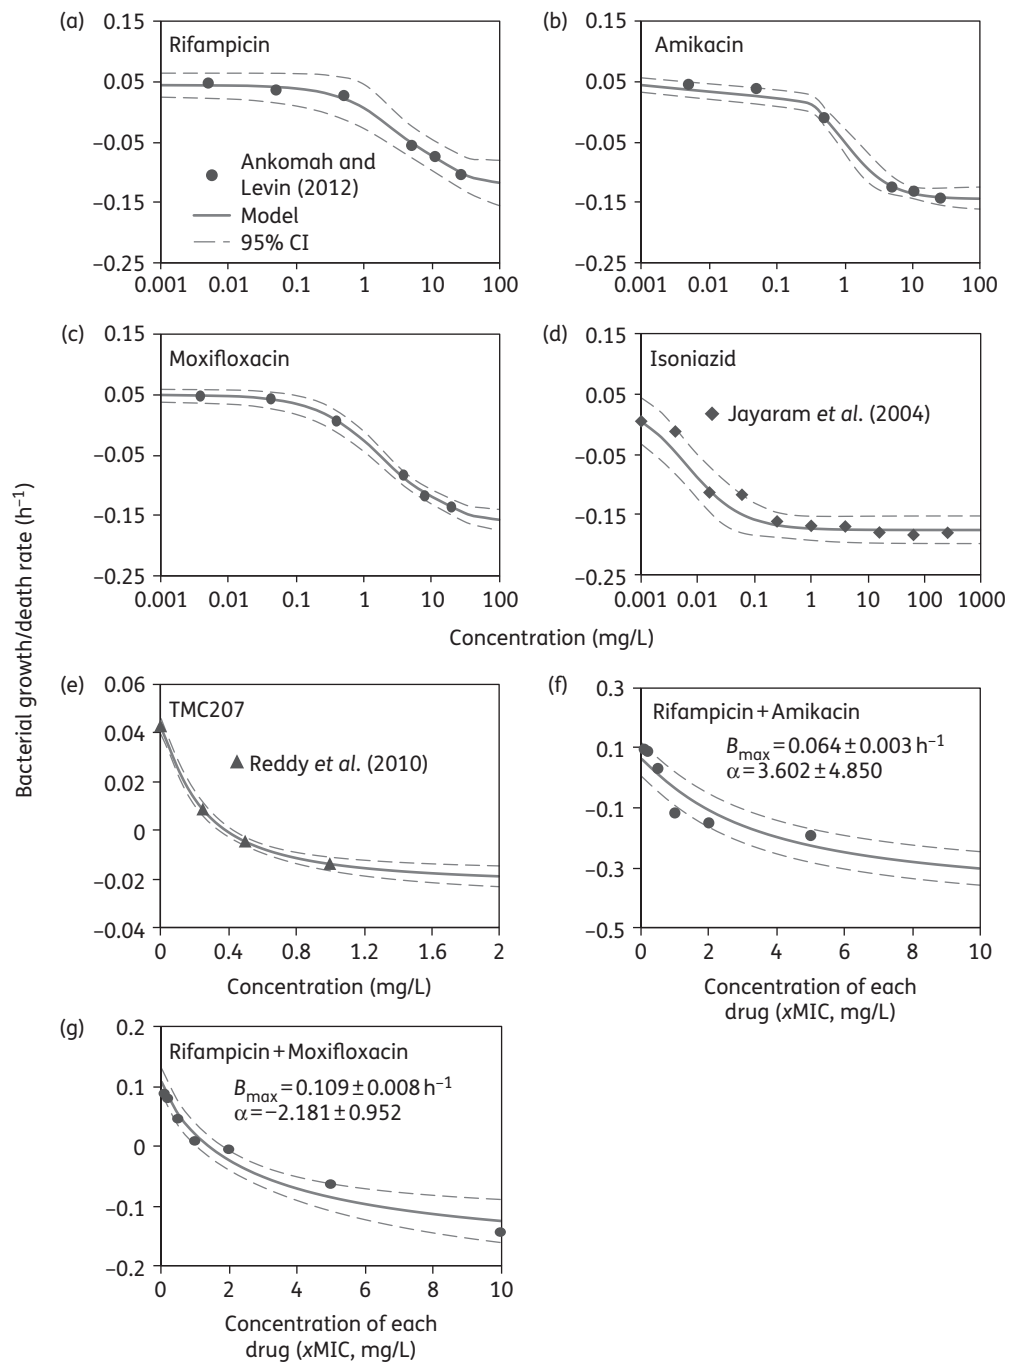 (a)
0.15
0.05
−0.05
−0.15
−0.25
Rifampicin
Ankomah and
Levin (2012)
Model
95% CI
0.001 0.01 0.1 1 10 100
(b)
0.15
0.05
−0.05
−0.15
−0.25
Amikacin
0.001 0.01 0.1 1 10 100
(c)
0.15
0.05
−0.05
−0.15
−0.25
Moxifloxacin
0.001 0.01 0.1 1 10 100
(d)
0.15
0.05
−0.05
−0.15
−0.25
Isoniazid
Jayaram et al. (2004)
0.001 0.01 0.1 1 10 100 1000
Concentration (mg/L)
Bacterial growth/death rate (h⁻¹)
(e)
0.06
0.04
0.02
0
−0.02
−0.04
TMC207
Reddy et al. (2010)
0 0.4 0.8 1.2 1.6 2
Concentration (mg/L)
(f)
0.3
0.1
−0.1
−0.3
−0.5
Rifampicin+Amikacin
Bmax=0.064±0.003 h⁻¹
α=3.602±4.850
0 2 4 6 8 10
Concentration of each
drug (xMIC, mg/L)
(g)
0.2
0.1
0
−0.1
−0.2
Rifampicin+Moxifloxacin
Bmax=0.109±0.008 h⁻¹
α=−2.181±0.952
0 2 4 6 8 10
Concentration of each
drug (xMIC, mg/L)